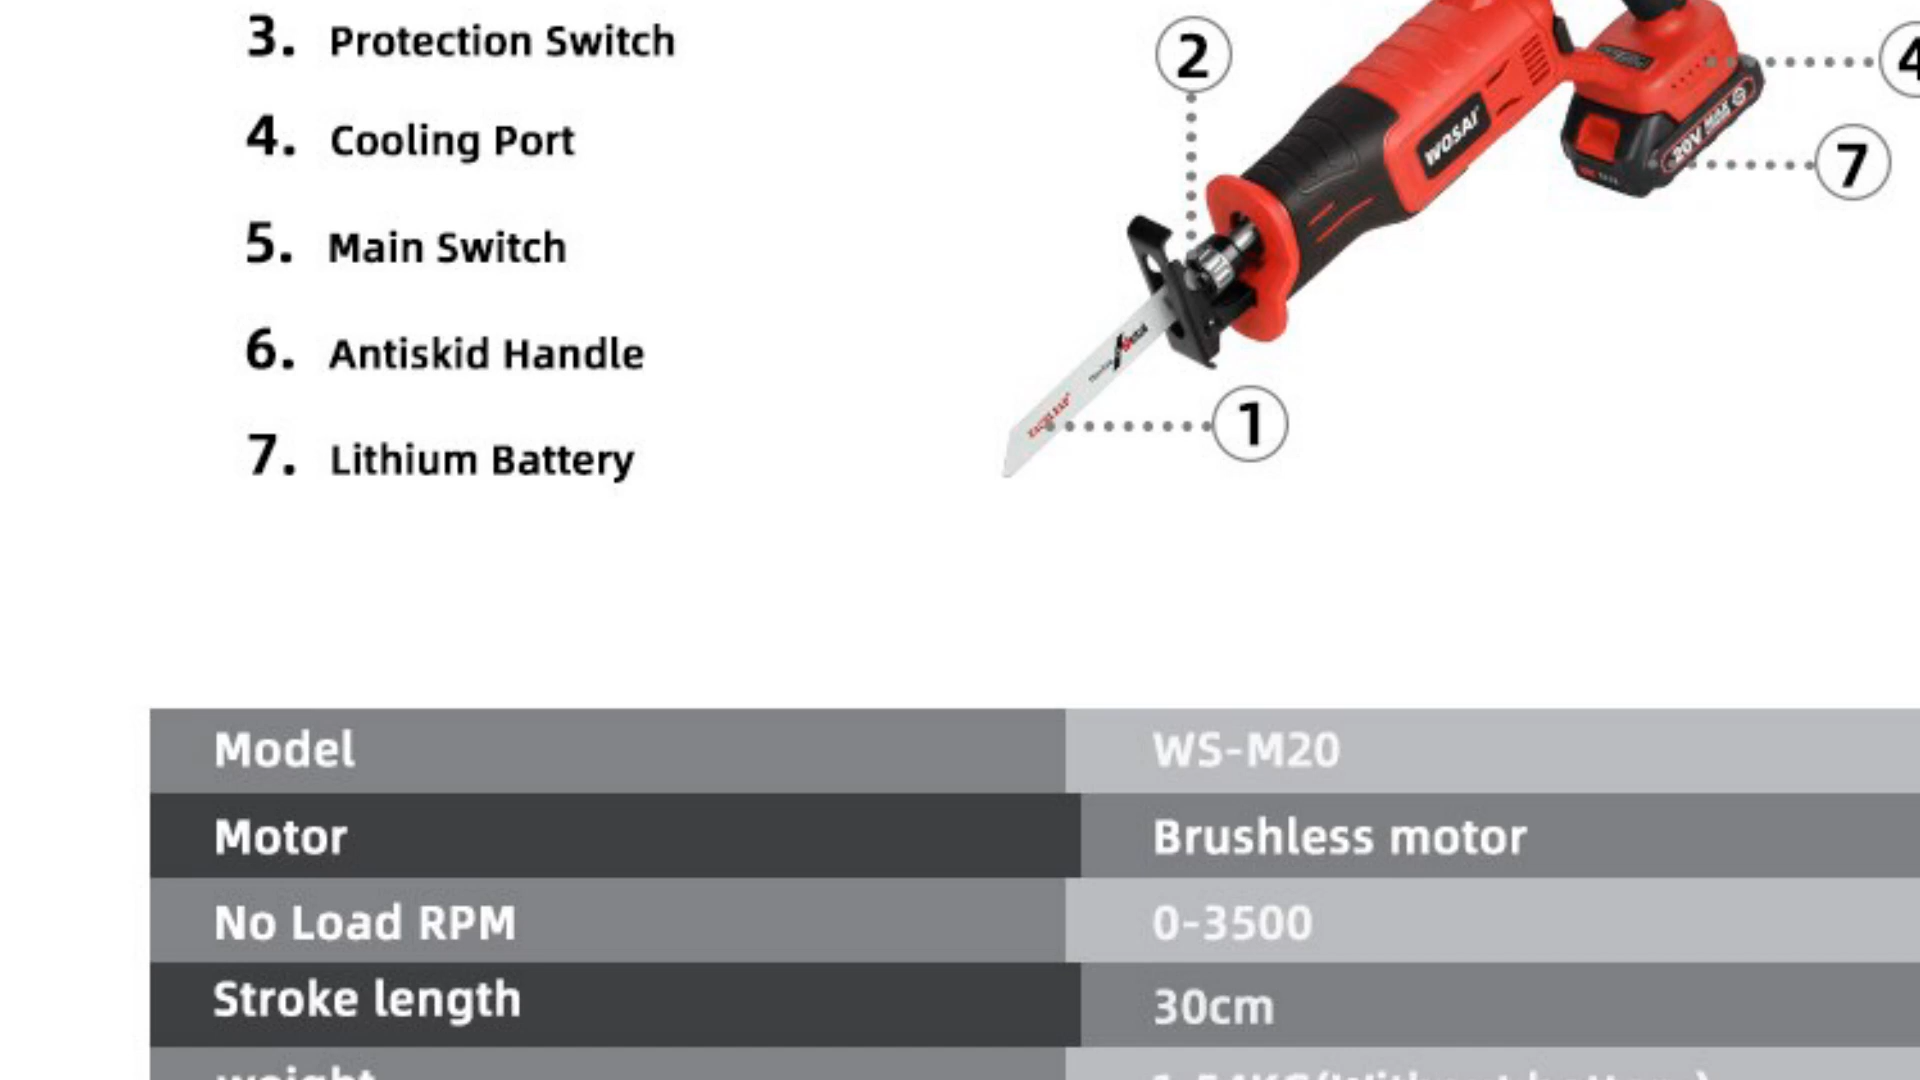 3. Protection Switch
4. Cooling Port
5. Main Switch
6. Antiskid Handle
7. Lithium Battery
2
4
7
1
WOSAI
20V MAX
Model WS-M20
Motor Brushless motor
No Load RPM 0-3500
Stroke length 30cm
weight